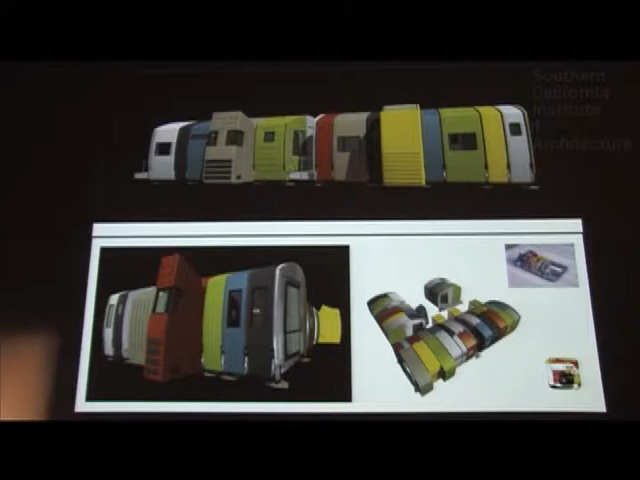 Southern
California
Institute
of
Architecture